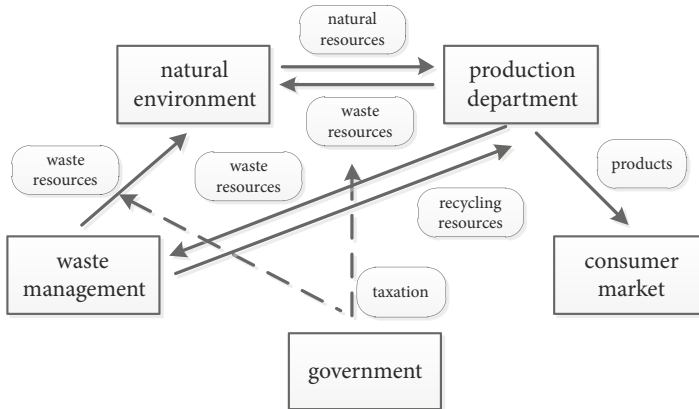 natural
resources
natural
environment
production
department
waste
resources
waste
resources
waste
resources
products
recycling
resources
waste
management
consumer
market
taxation
government